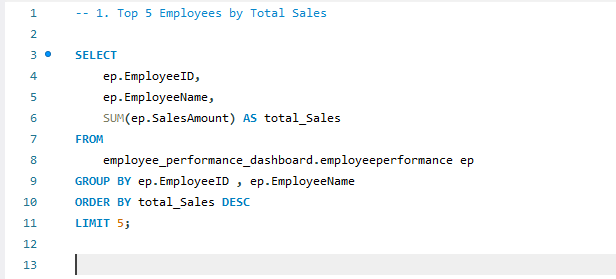 1 -- 1. Top 5 Employees by Total Sales
2
3 SELECT
4 ep.EmployeeID,
5 ep.EmployeeName,
6 SUM(ep.SalesAmount) AS total_Sales
7 FROM
8 employee_performance_dashboard.employeeperformance ep
9 GROUP BY ep.EmployeeID , ep.EmployeeName
10 ORDER BY total_Sales DESC
11 LIMIT 5;
12
13